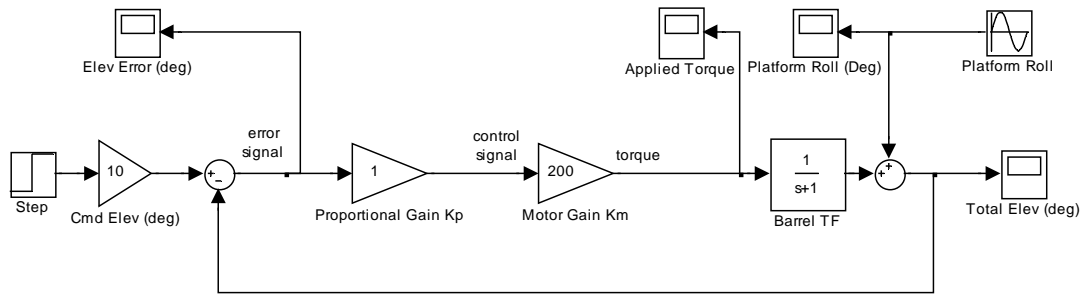 Elev Error (deg)
Applied Torque
Platform Roll (Deg)
Platform Roll
error
signal
control
signal
torque
10
1
200
1
s+1
+
−
+
+
Step
Cmd Elev (deg)
Proportional Gain Kp
Motor Gain Km
Barrel TF
Total Elev (deg)